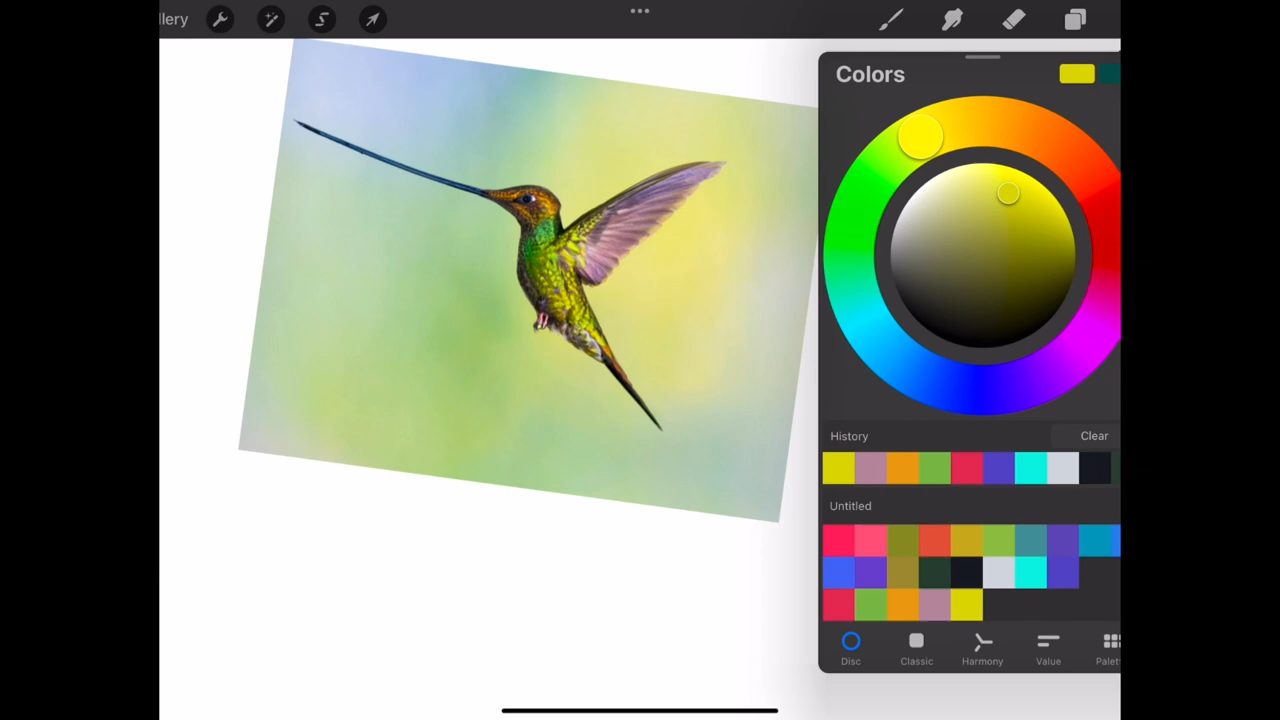 llery
Colors
History
Clear
Untitled
Disc
Classic
Harmony
Value
Palet